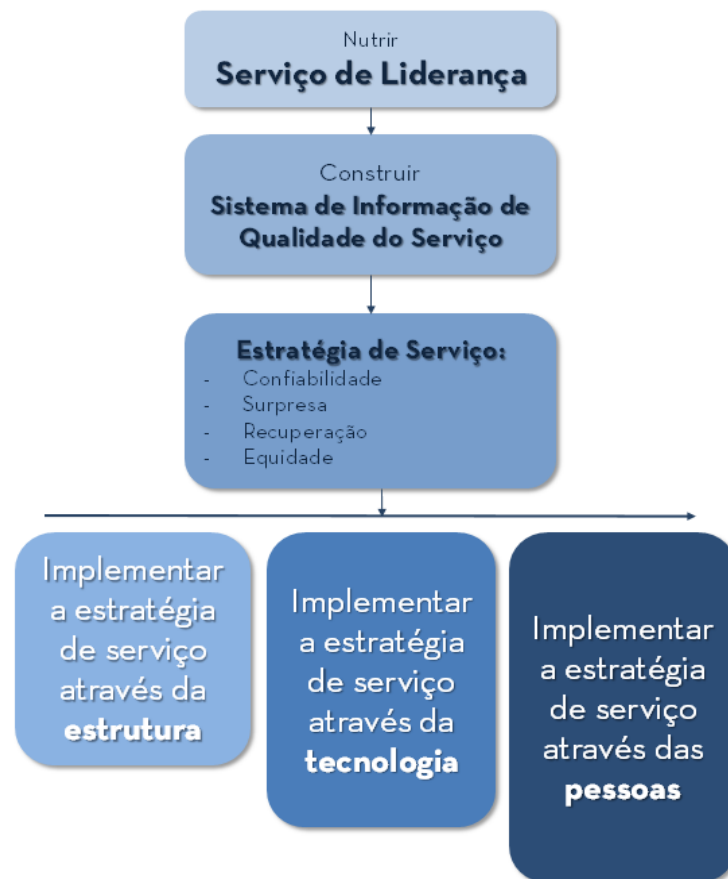 Nutrir
Serviço de Liderança
Construir
Sistema de Informação de
Qualidade do Serviço
Estratégia de Serviço:
- Confiabilidade
- Surpresa
- Recuperação
- Equidade
Implementar
a estratégia
de serviço
através da
estrutura
Implementar
a estratégia
de serviço
através da
tecnologia
Implementar
a estratégia
de serviço
através das
pessoas